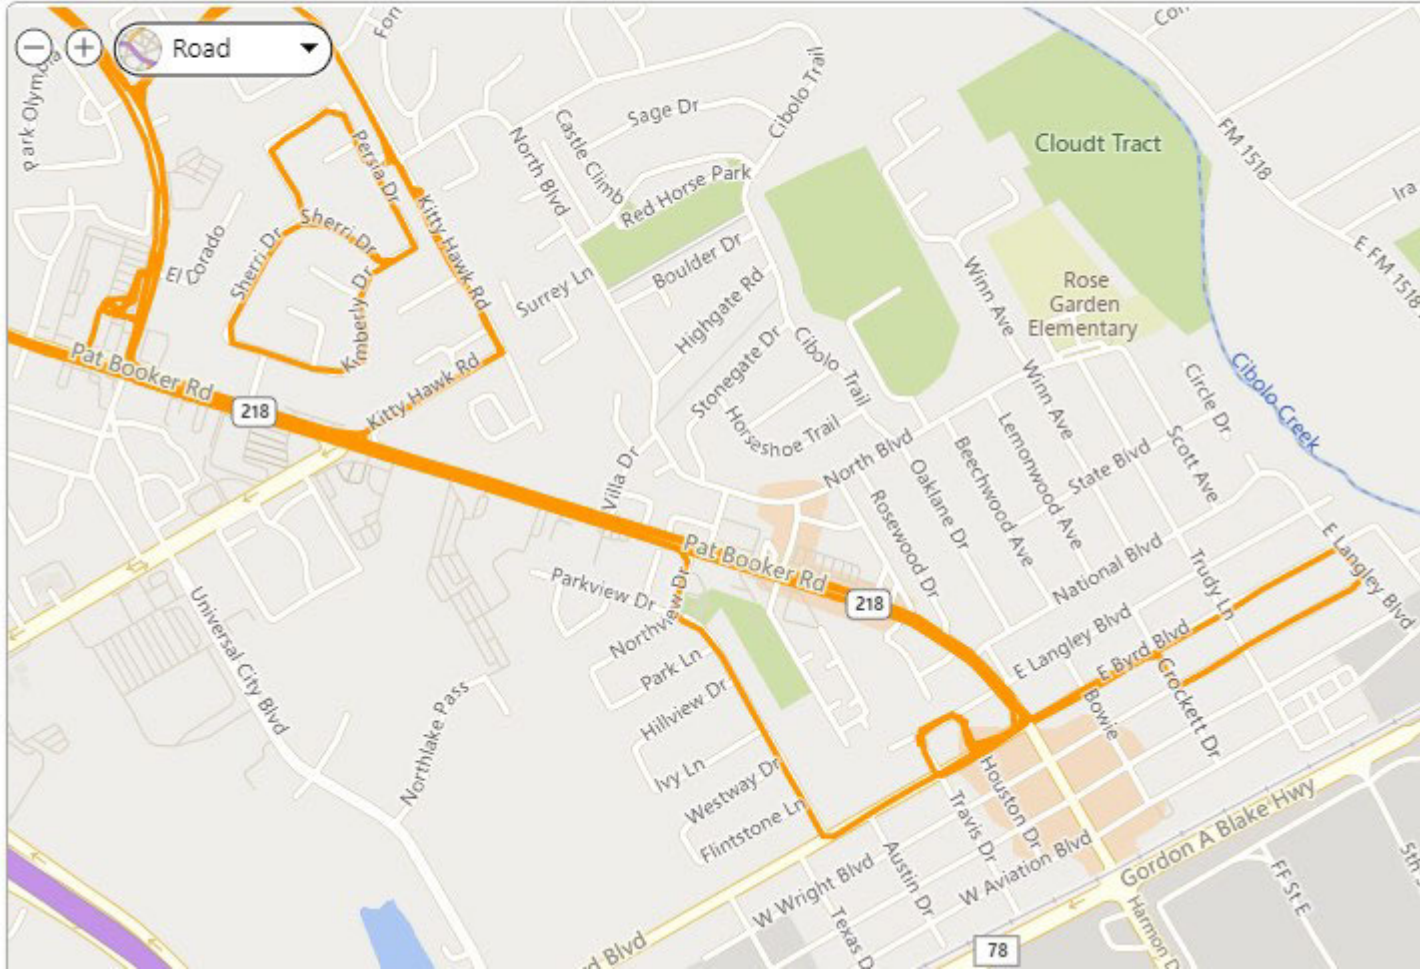 Road
Park Olympia
Fon
Con
Sage Dr
Cibolo Trail
Castle Climb
North Blvd
Persia Dr
Cloudt Tract
FM 1518
Ira
Red Horse Park
Kitty Hawk Rd
Sherri Dr
Sherri Dr
El Corado
Boulder Dr
E FM 1518
Surrey Ln
Highgate Rd
Winn Ave
Rose
Garden
Elementary
Kimberly Dr
Pat Booker Rd
Stonegate Dr
Cibolo Trail
Winn Ave
Circle Dr
Cibolo Creek
Kitty Hawk Rd
218
Horseshoe Trail
North Blvd
Beechwood Ave
Lemonwood Ave
State Blvd
Scott Ave
Villa Dr
Rosewood Dr
Oaklane Dr
National Blvd
E Langley Blvd
Pat Booker Rd
218
Parkview Dr
Northview Dr
Trudy Ln
Universal City Blvd
Park Ln
E Langley Blvd
E Byrd Blvd
Crockett Dr
Bowie
Northlake Pass
Hillview Dr
Ivy Ln
Westway Dr
Flintstone Ln
Houston Dr
Travis Dr
Austin Dr
W Wright Blvd
W Aviation Blvd
Gordon A Blake Hwy
Texas D
Harmon D
FF St E
5th
rd Blvd
78